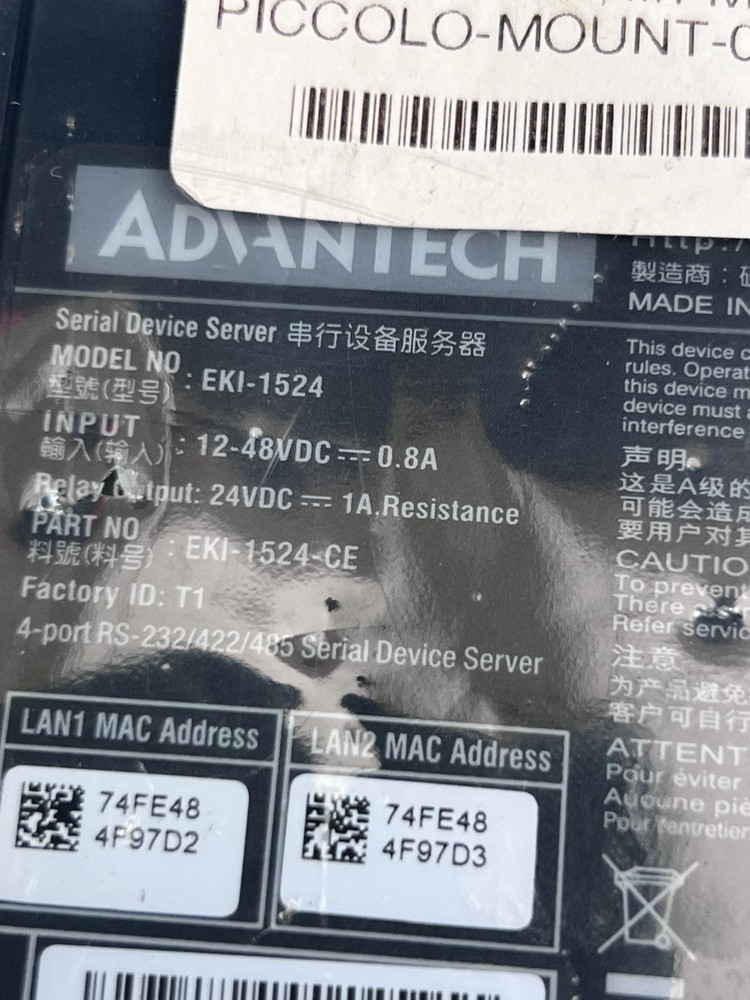 PICCOLO-MOUNT-0
ADVANTECH
Http:/
製造商:
MADE IN
Serial Device Server 串行设备服务器
MODEL NO
型號(型号) : EKI-1524
INPUT
輸入(输入) : 12-48VDC ⎓ 0.8A
Relay Output: 24VDC ⎓ 1A,Resistance
PART NO
料號(料号) : EKI-1524-CE
Factory ID: T1
4-port RS-232/422/485 Serial Device Server
LAN1 MAC Address
74FE48
4F97D2
LAN2 MAC Address
74FE48
4F97D3
This device c
rules. Operat
this device m
device must a
interference
声明
这是A级的
可能会造成
要用户对其
CAUTIO
To prevent
There
Refer servic
注意
为产品避免
客户可自行
ATTENT
Pour éviter
Aucune piè
Pour l'entretien